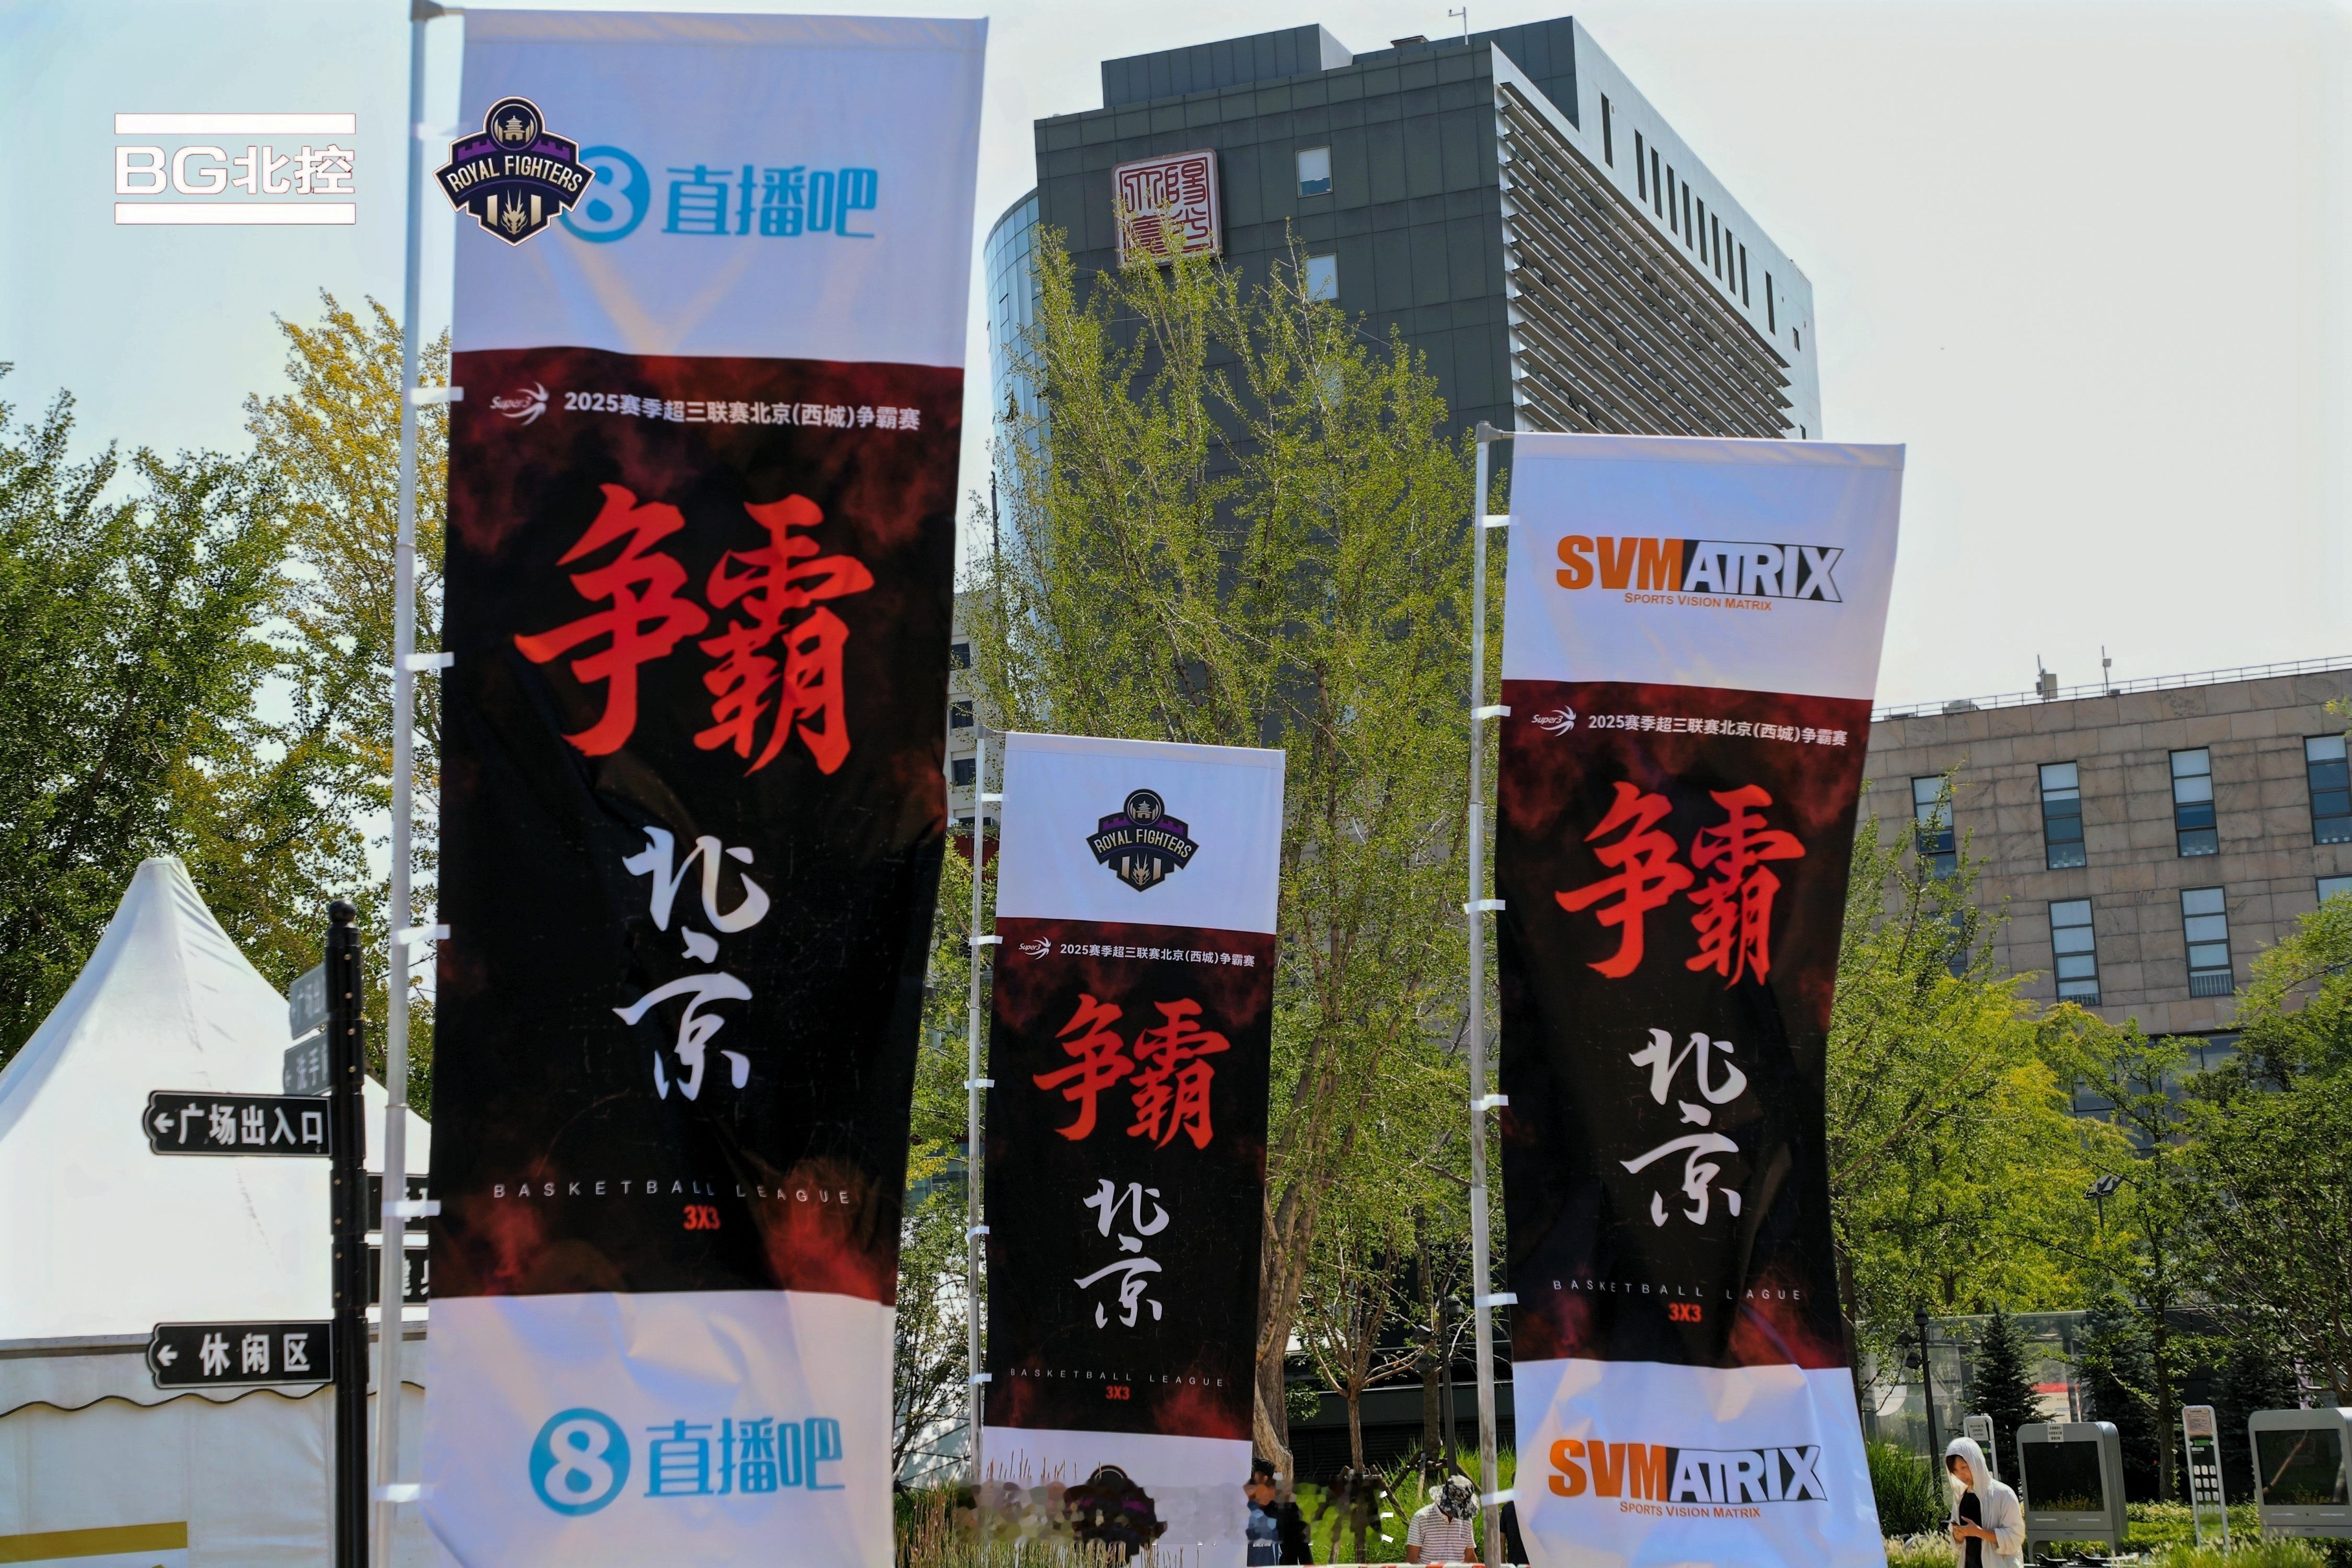 BG北控
ROYAL FIGHTERS
8直播吧
Super3
2025赛季超三联赛北京(西城)争霸赛
争霸
北京
BASKETBALL LEAGUE
3X3
8直播吧
ROYAL FIGHTERS
Super3
2025赛季超三联赛北京(西城)争霸赛
争霸
北京
BASKETBALL LEAGUE
3X3
SVMATRIX
SPORTS VISION MATRIX
Super3
2025赛季超三联赛北京(西城)争霸赛
争霸
北京
BASKETBALL LEAGUE
3X3
SVMATRIX
SPORTS VISION MATRIX
←广场出入口
← 休闲区